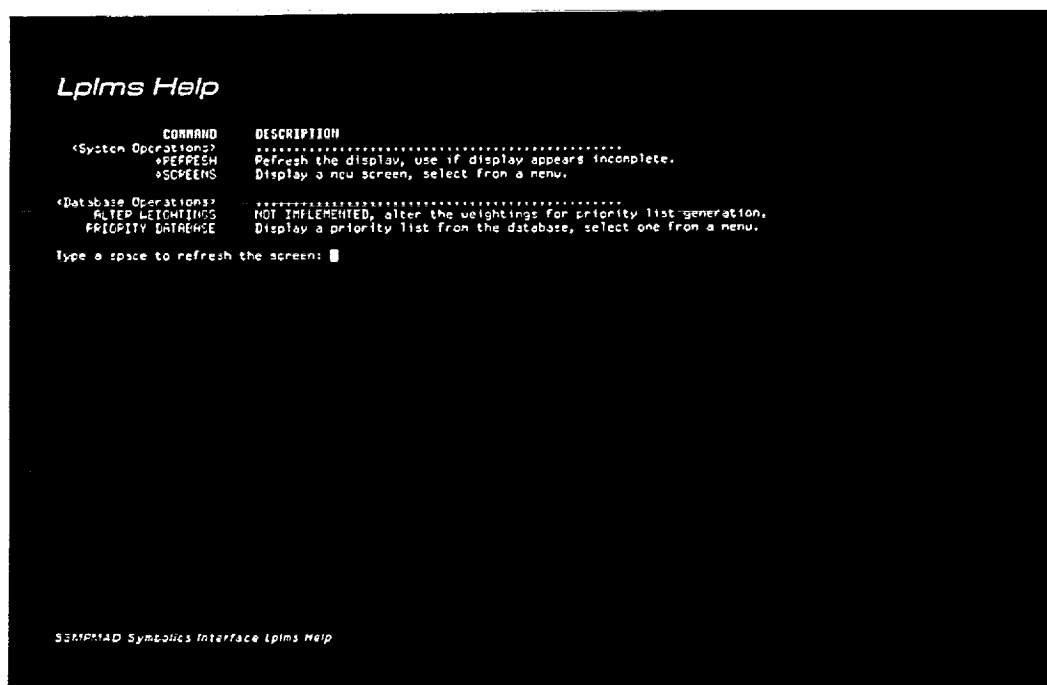 Lplms Help
COMMAND DESCRIPTION
<System Operations> ..................................................
*REFRESH Refresh the display, use if display appears incomplete.
*SCREENS Display a new screen, select from a menu.
<Database Operations> ..................................................
ALTER WEIGHTINGS NOT IMPLEMENTED, alter the weightings for priority list generation.
PRIORITY DATABASE Display a priority list from the database, select one from a menu.
Type a space to refresh the screen:
Symbolics Interface Lplms Help